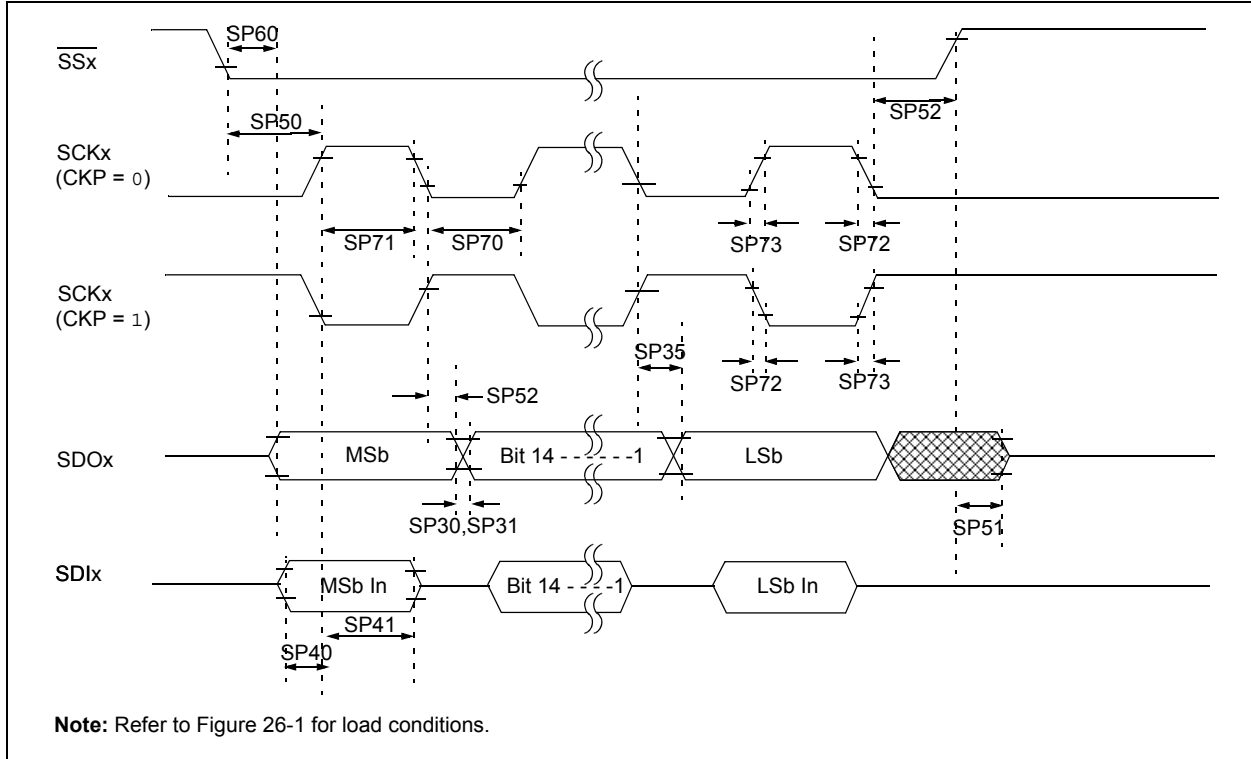 SP60
SSx
SP52
SP50
SCKx
(CKP = 0)
SP71
SP70
SP73
SP72
SCKx
(CKP = 1)
SP35
SP72
SP73
SP52
SDOx
MSb
Bit 14 - - - - - -1
LSb
SP30,SP31
SP51
SDIx
MSb In
Bit 14 - - - -1
LSb In
SP41
SP40
Note: Refer to Figure 26-1 for load conditions.